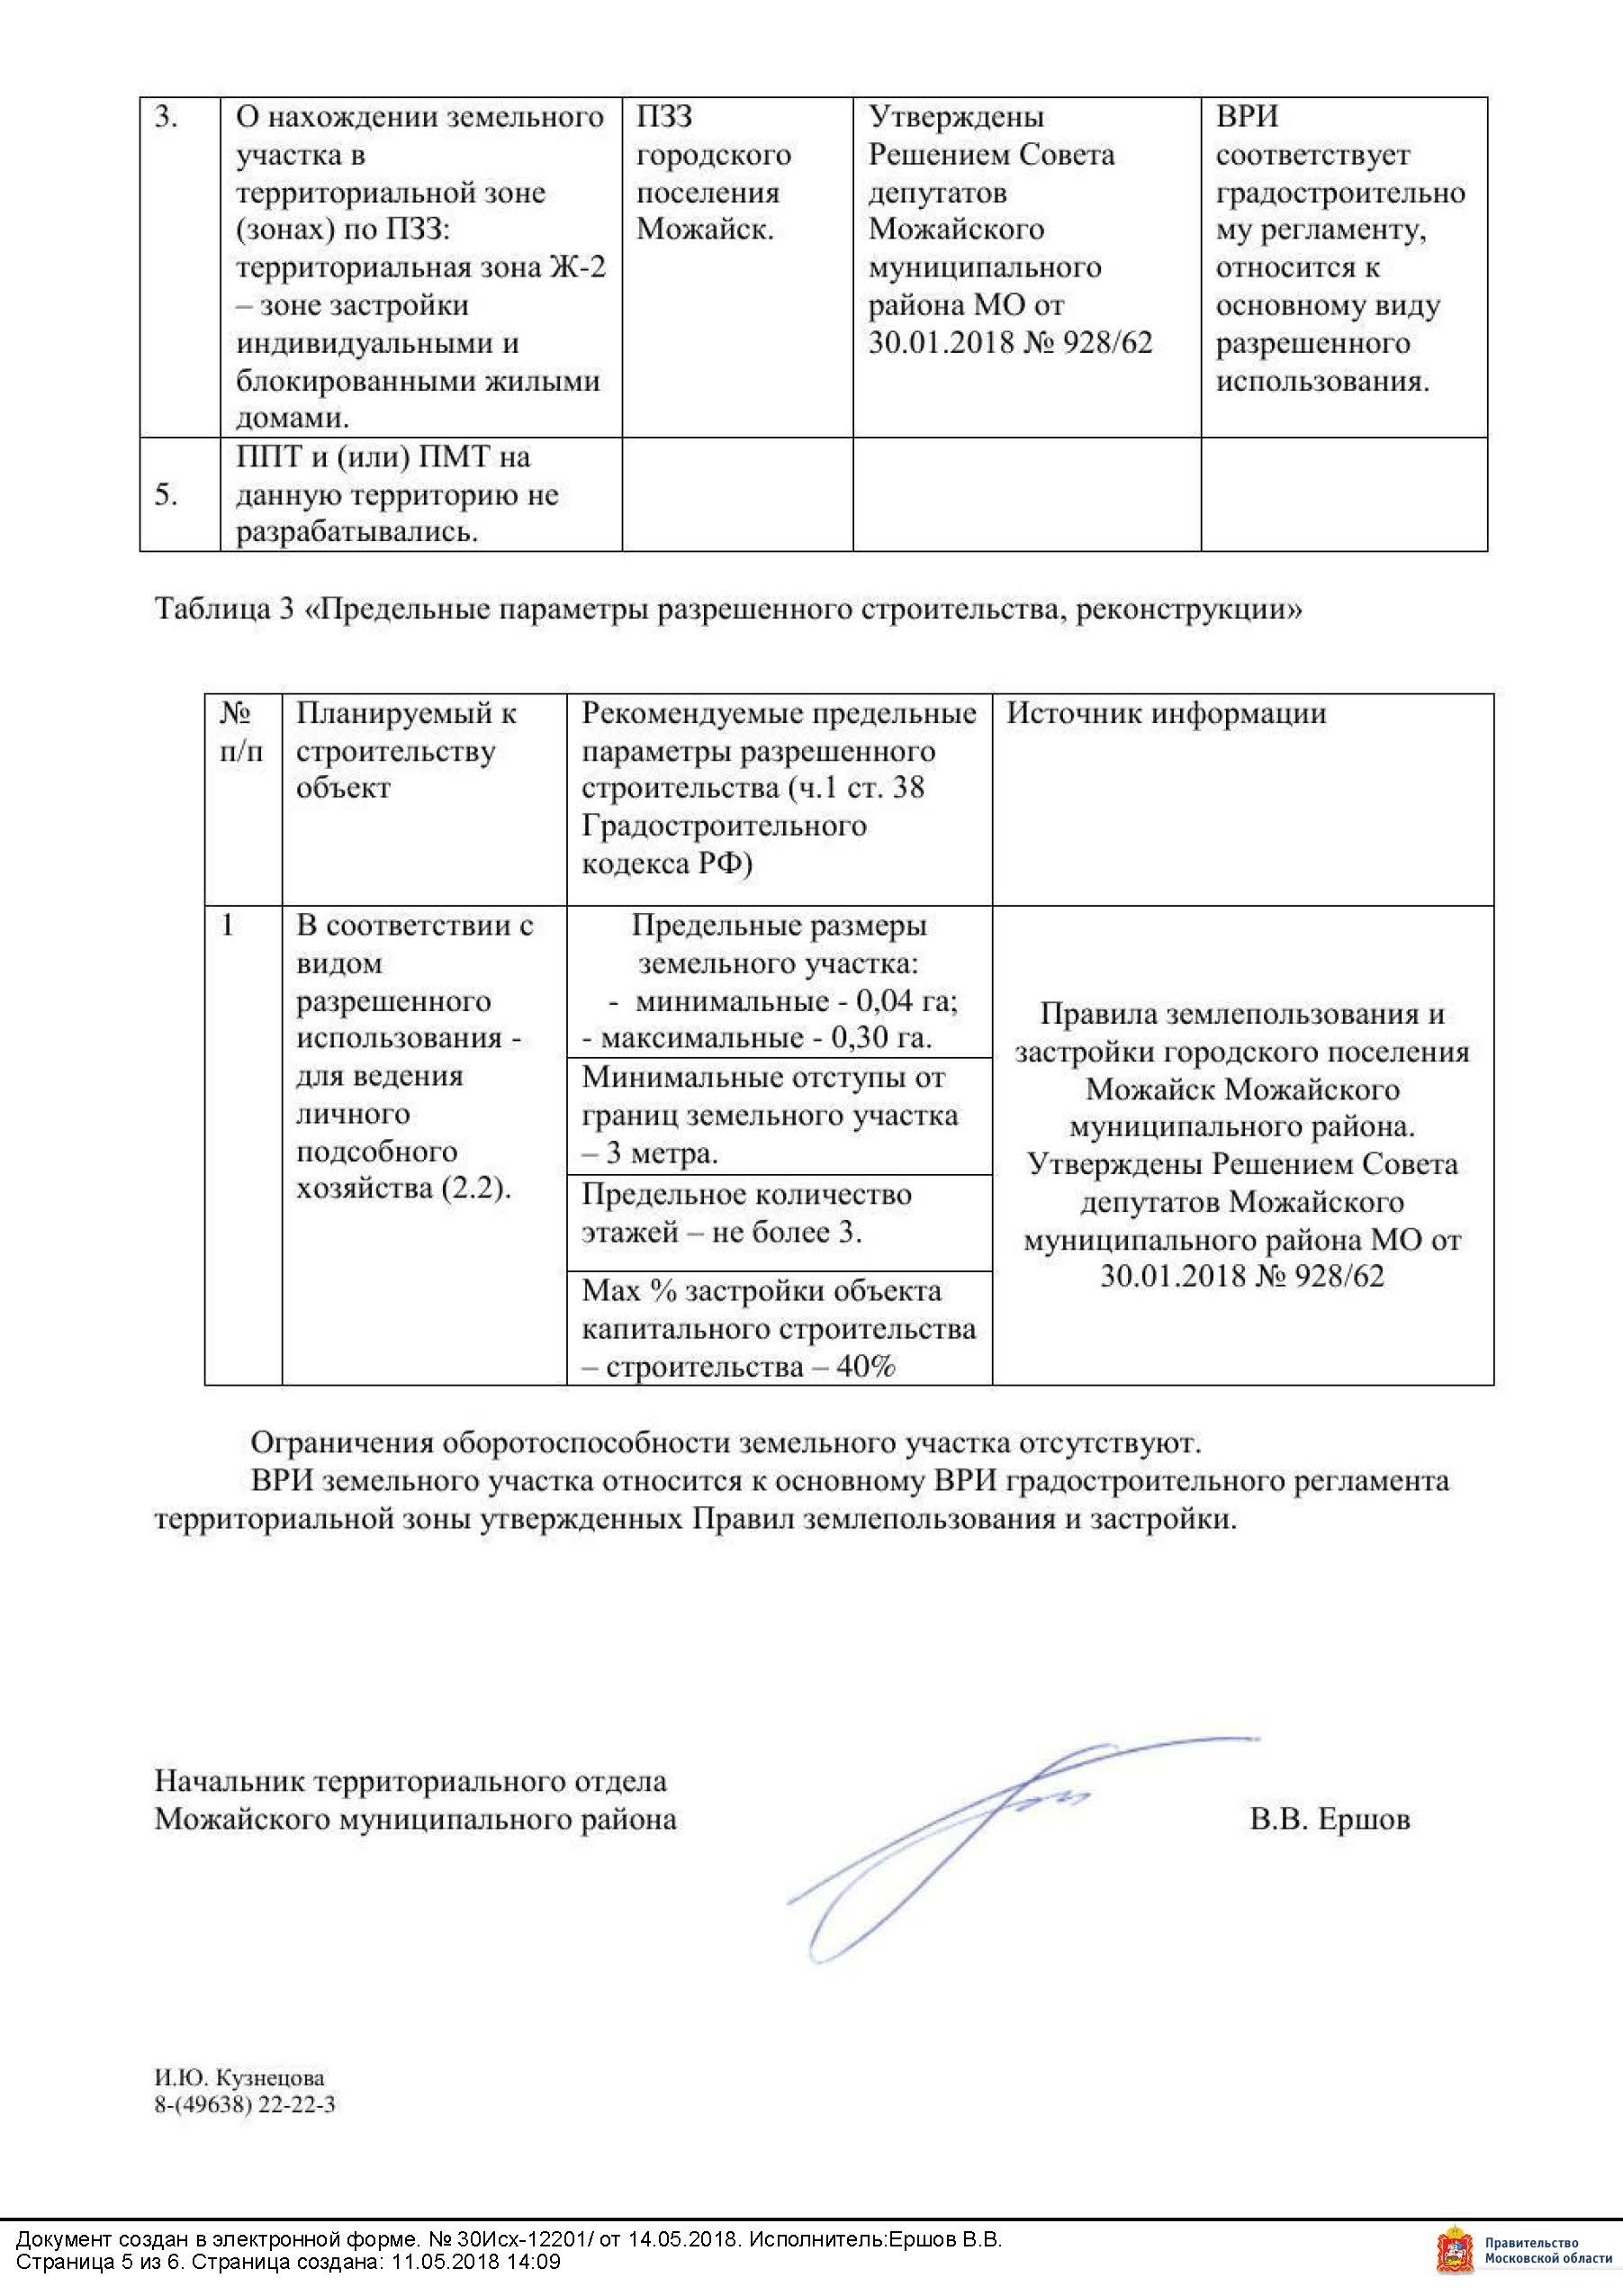 3.
О нахождении земельного
участка в
территориальной зоне
(зонах) по ПЗЗ:
территориальная зона Ж-2
– зоне застройки
индивидуальными и
блокированными жилыми
домами.
ПЗЗ
городского
поселения
Можайск.
Утверждены
Решением Совета
депутатов
Можайского
муниципального
района МО от
30.01.2018 № 928/62
ВРИ
соответствует
градостроительно
му регламенту,
относится к
основному виду
разрешенного
использования.
5.
ППТ и (или) ПМТ на
данную территорию не
разрабатывались.
Таблица 3 «Предельные параметры разрешенного строительства, реконструкции»
№
п/п
Планируемый к
строительству
объект
Рекомендуемые предельные
параметры разрешенного
строительства (ч.1 ст. 38
Градостроительного
кодекса РФ)
Источник информации
1
В соответствии с
видом
разрешенного
использования -
для ведения
личного
подсобного
хозяйства (2.2).
Предельные размеры
земельного участка:
- минимальные - 0,04 га;
- максимальные - 0,30 га.
Минимальные отступы от
границ земельного участка
– 3 метра.
Предельное количество
этажей – не более 3.
Max % застройки объекта
капитального строительства
– строительства – 40%
Правила землепользования и
застройки городского поселения
Можайск Можайского
муниципального района.
Утверждены Решением Совета
депутатов Можайского
муниципального района МО от
30.01.2018 № 928/62
Ограничения оборотоспособности земельного участка отсутствуют.
ВРИ земельного участка относится к основному ВРИ градостроительного регламента
территориальной зоны утвержденных Правил землепользования и застройки.
Начальник территориального отдела
Можайского муниципального района
В.В. Ершов
И.Ю. Кузнецова
8-(49638) 22-22-3
Документ создан в электронной форме. № 30Исх-12201/ от 14.05.2018. Исполнитель:Ершов В.В.
Страница 5 из 6. Страница создана: 11.05.2018 14:09
Правительство
Московской области